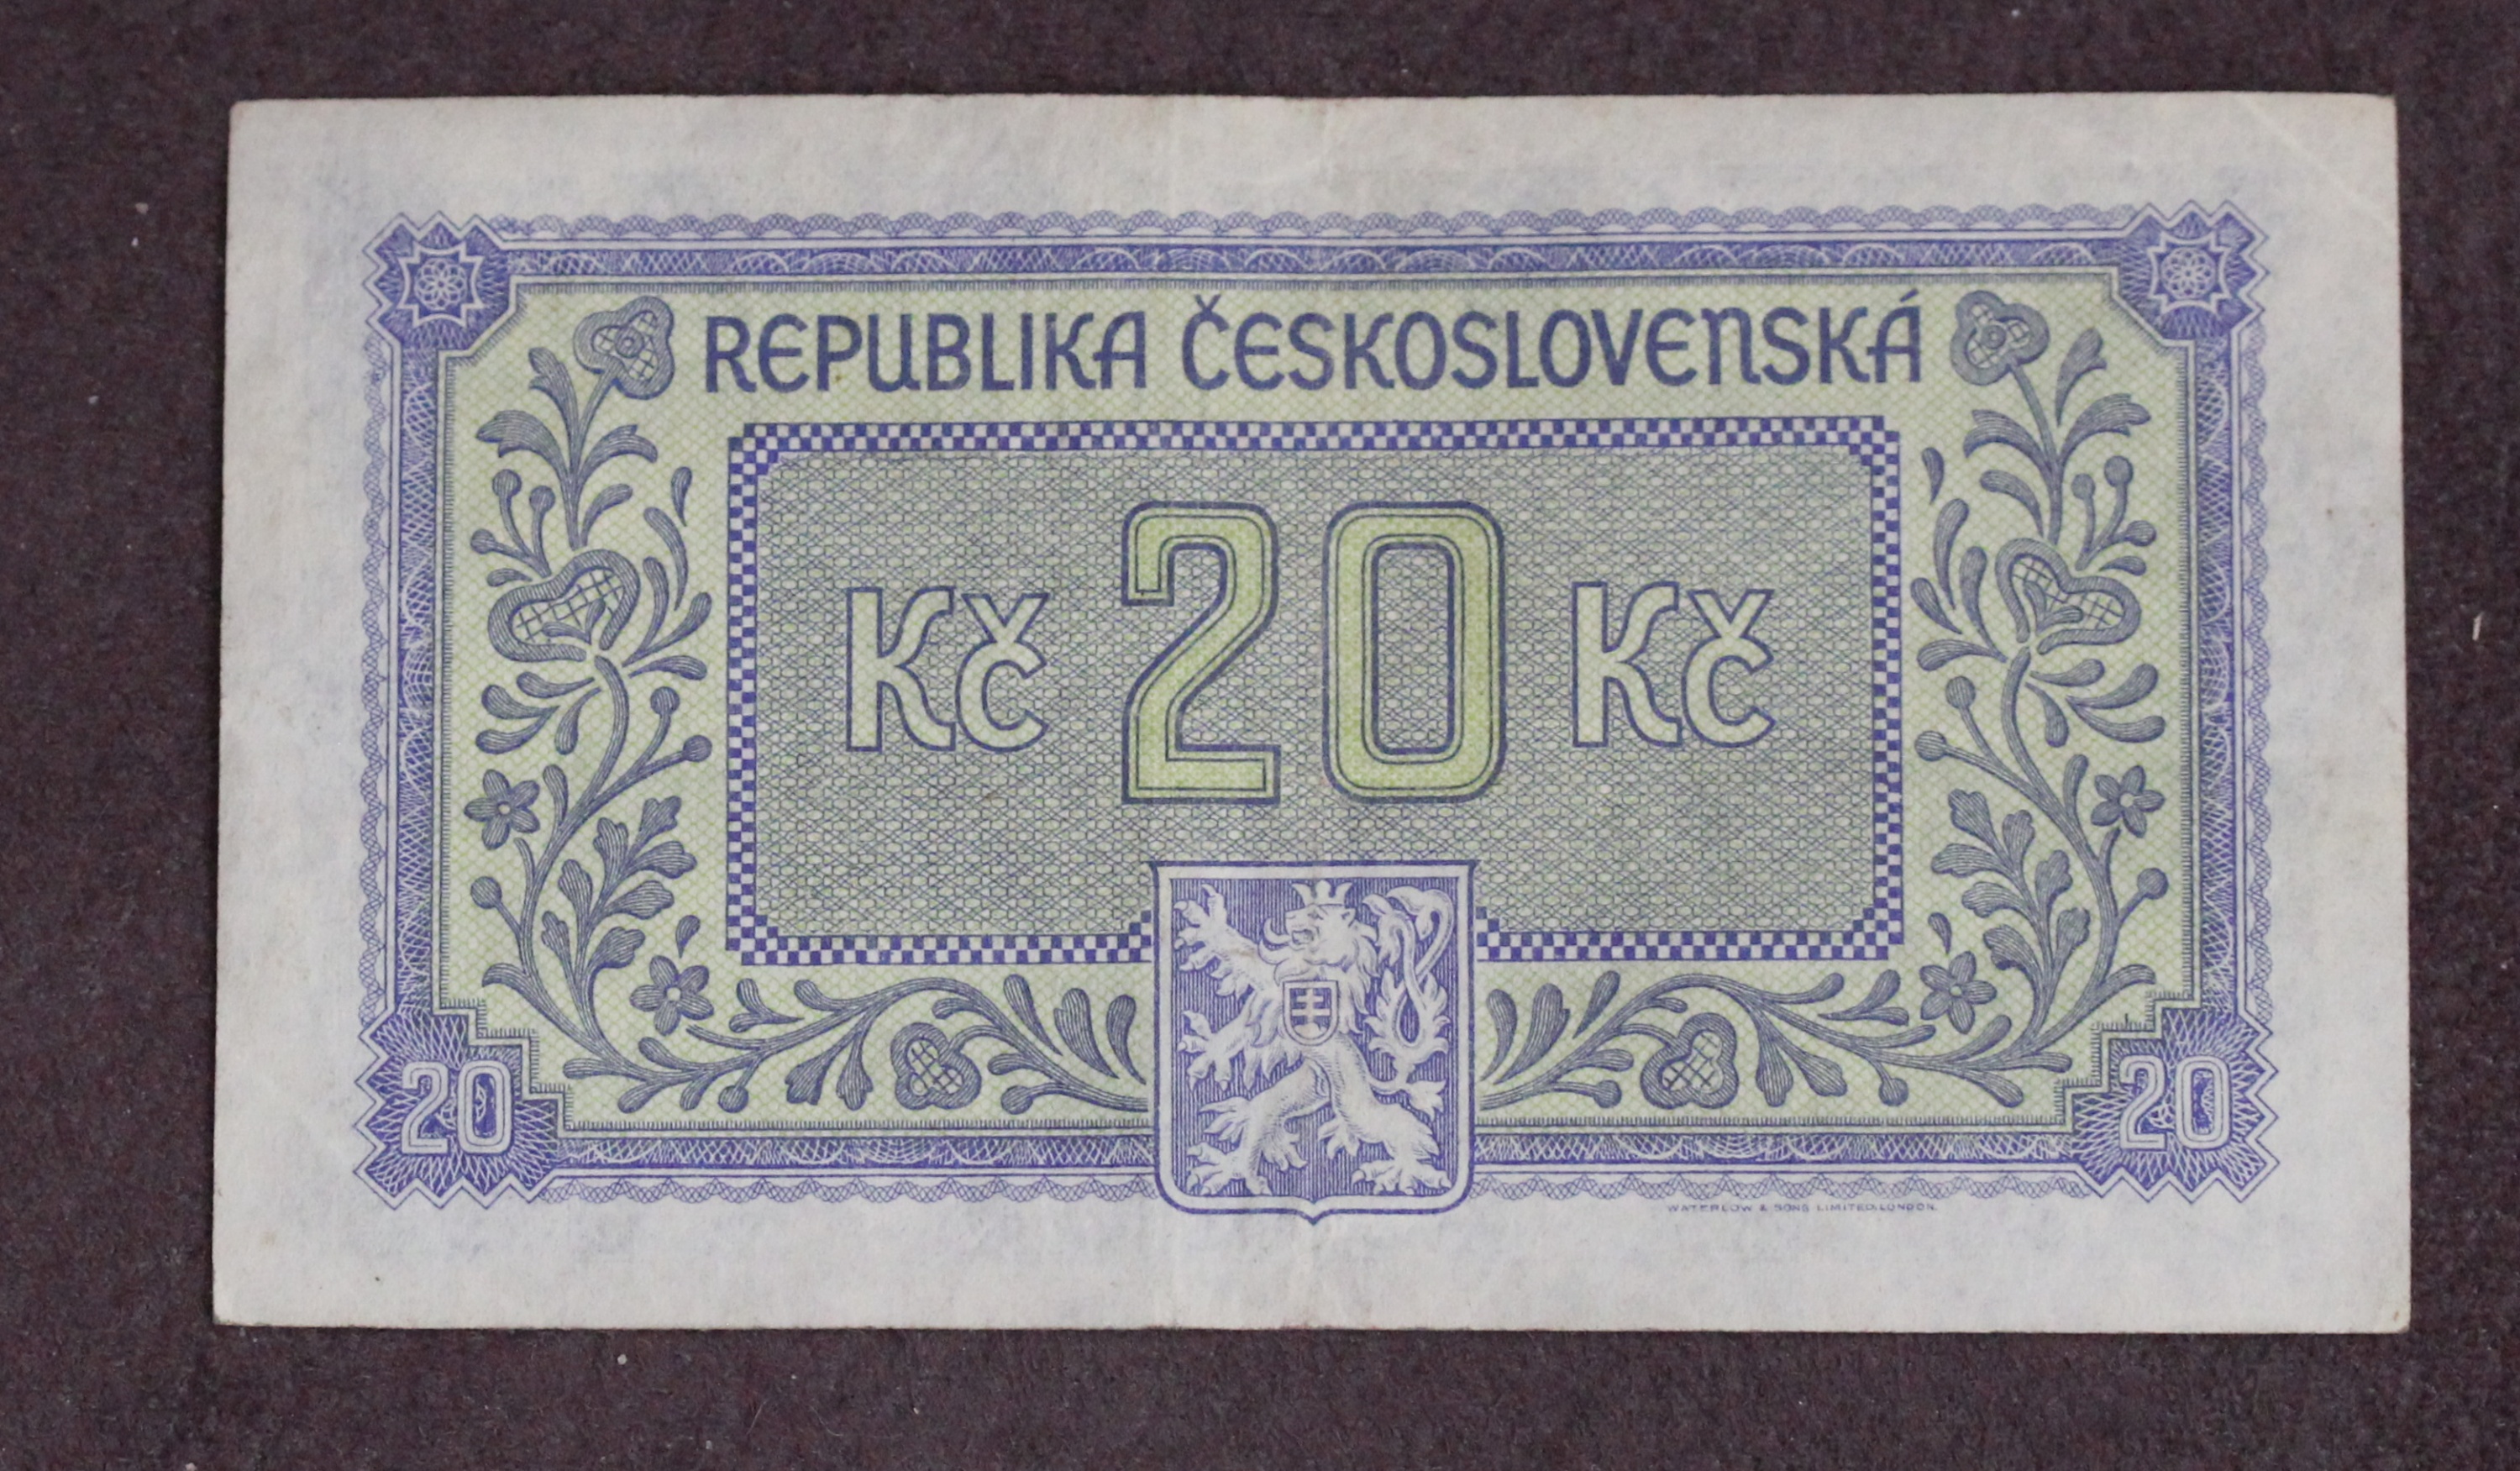 REPUBLIKA ČESKOSLOVENSKÁ
Kč 20 Kč
20 20
WATERLOW & SONS LIMITED, LONDON.